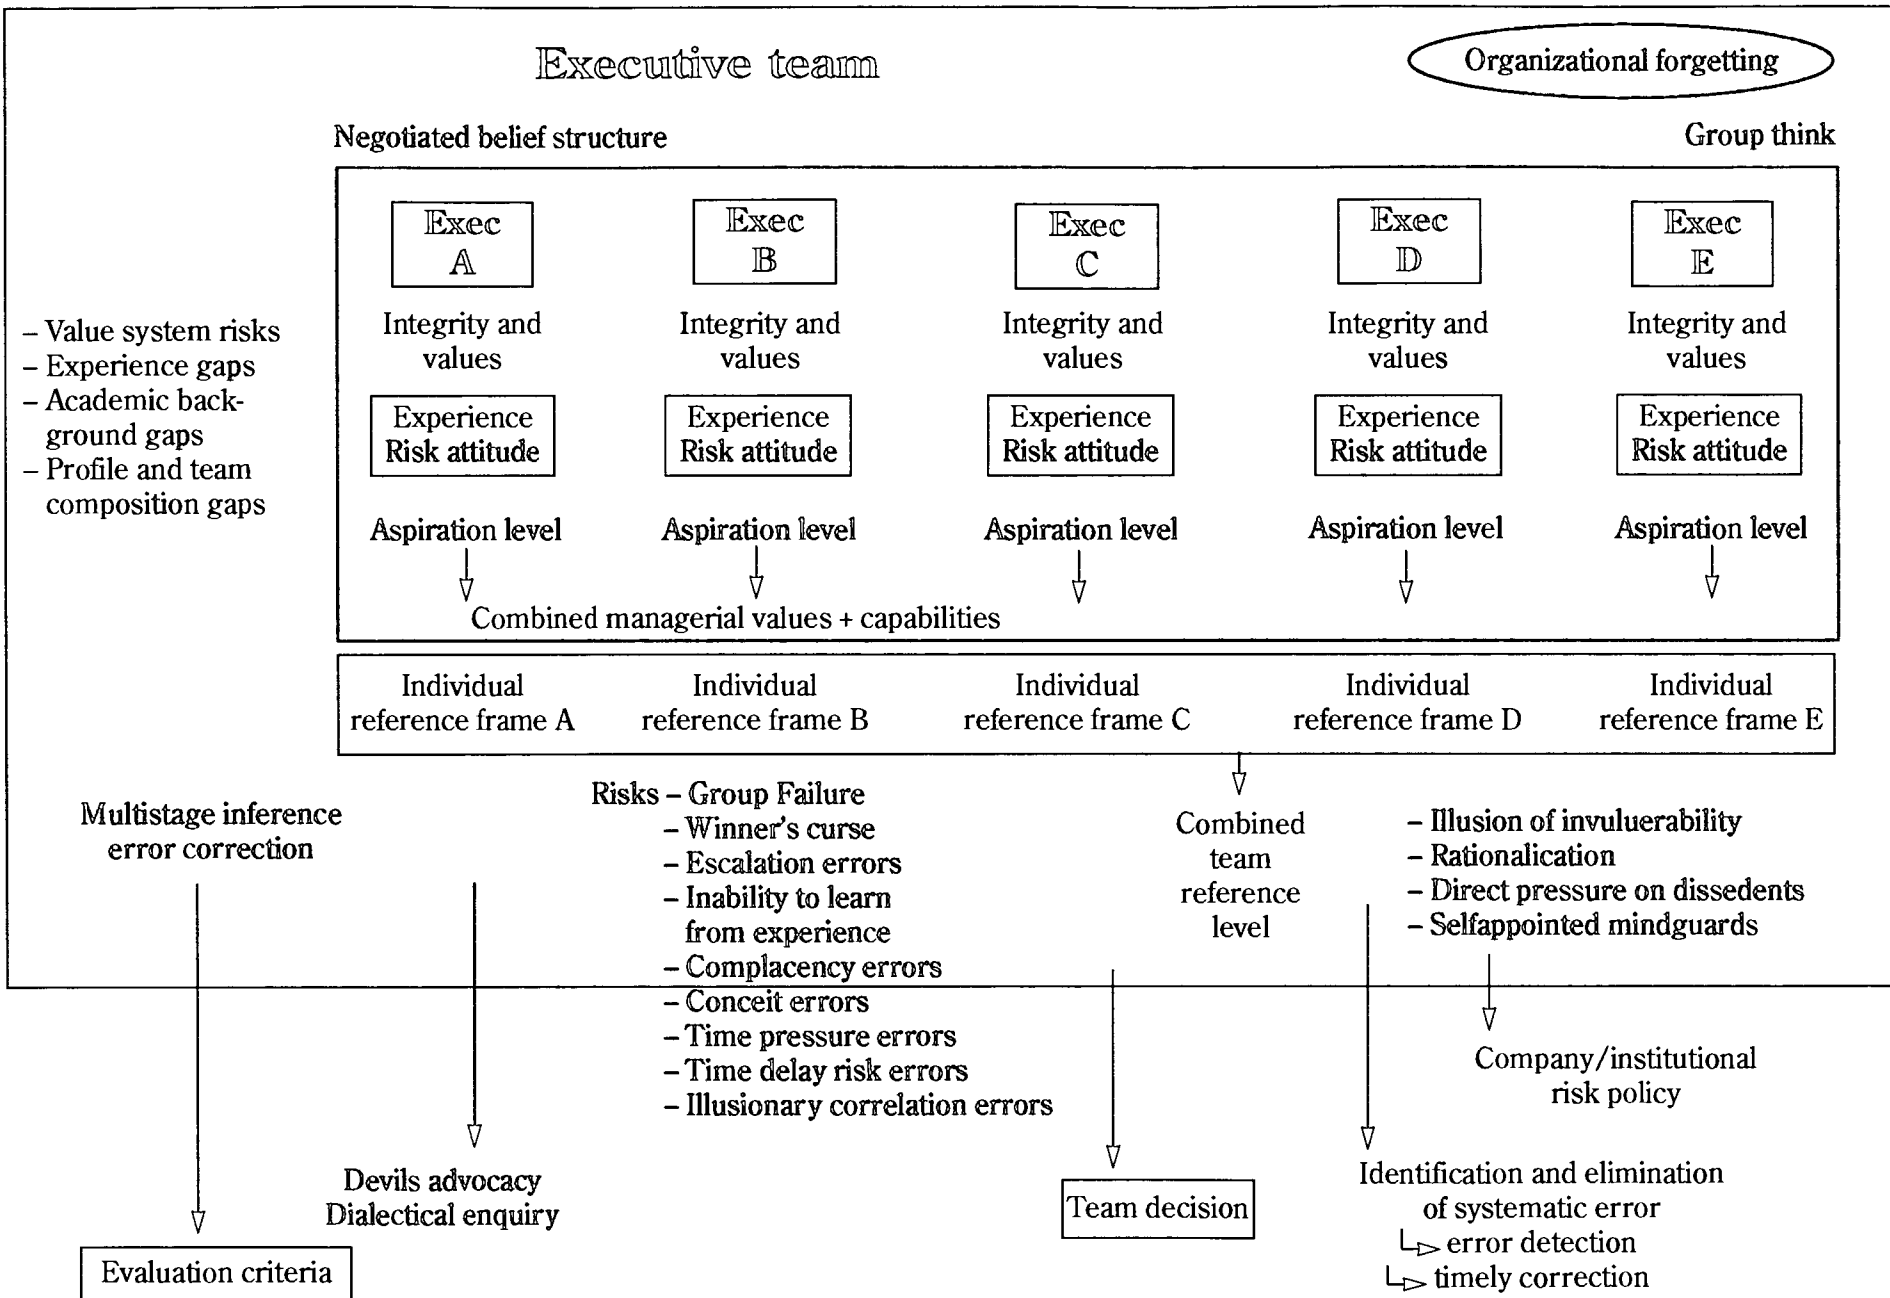 Executive team
Organizational forgetting
Negotiated belief structure
Group think
Exec
A
Exec
B
Exec
C
Exec
D
Exec
E
– Value system risks
– Experience gaps
– Academic back-
ground gaps
– Profile and team
composition gaps
Integrity and
values
Integrity and
values
Integrity and
values
Integrity and
values
Integrity and
values
Experience
Risk attitude
Experience
Risk attitude
Experience
Risk attitude
Experience
Risk attitude
Experience
Risk attitude
Aspiration level
Aspiration level
Aspiration level
Aspiration level
Aspiration level
Combined managerial values + capabilities
Individual
reference frame A
Individual
reference frame B
Individual
reference frame C
Individual
reference frame D
Individual
reference frame E
Multistage inference
error correction
Risks – Group Failure
– Winner's curse
– Escalation errors
– Inability to learn
from experience
– Complacency errors
– Conceit errors
– Time pressure errors
– Time delay risk errors
– Illusionary correlation errors
Combined
team
reference
level
– Illusion of invuluerability
– Rationalication
– Direct pressure on dissedents
– Selfappointed mindguards
Company/institutional
risk policy
Devils advocacy
Dialectical enquiry
Team decision
Identification and elimination
of systematic error
error detection
timely correction
Evaluation criteria